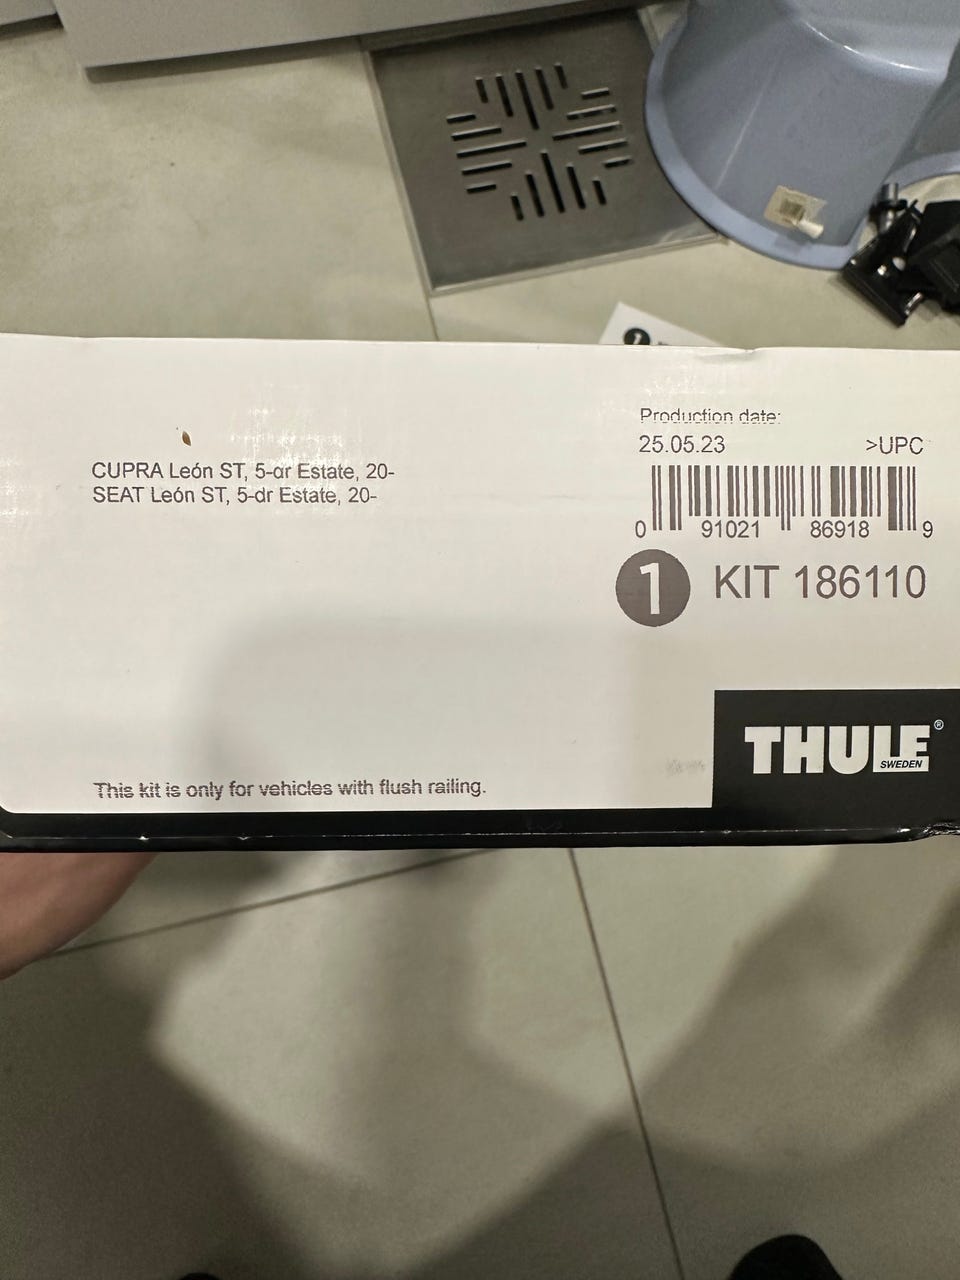 CUPRA León ST, 5-dr Estate, 20-
SEAT León ST, 5-dr Estate, 20-
Production date:
25.05.23 >UPC
0 91021 86918 9
1 KIT 186110
THULE®
SWEDEN
This kit is only for vehicles with flush railing.
1